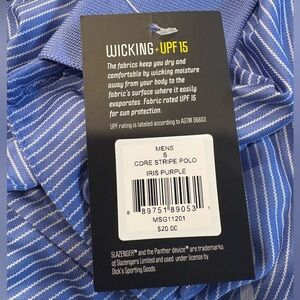 WICKING+UPF 15
The fabrics keep you dry and
comfortable by wicking moisture
away from your body to the
fabric's surface where it easily
evaporates. Fabric rated UPF 15
for sun protection.
UPF rating is labeled according to ASTM D6603.
MENS
S
CORE STRIPE POLO
IRIS PURPLE
8 89751 89053 1
MSG11201
$20.00
SLAZENGER™ and the Panther device™ are trademarks
of Slazengers Limited and used under license by
Dick's Sporting Goods.